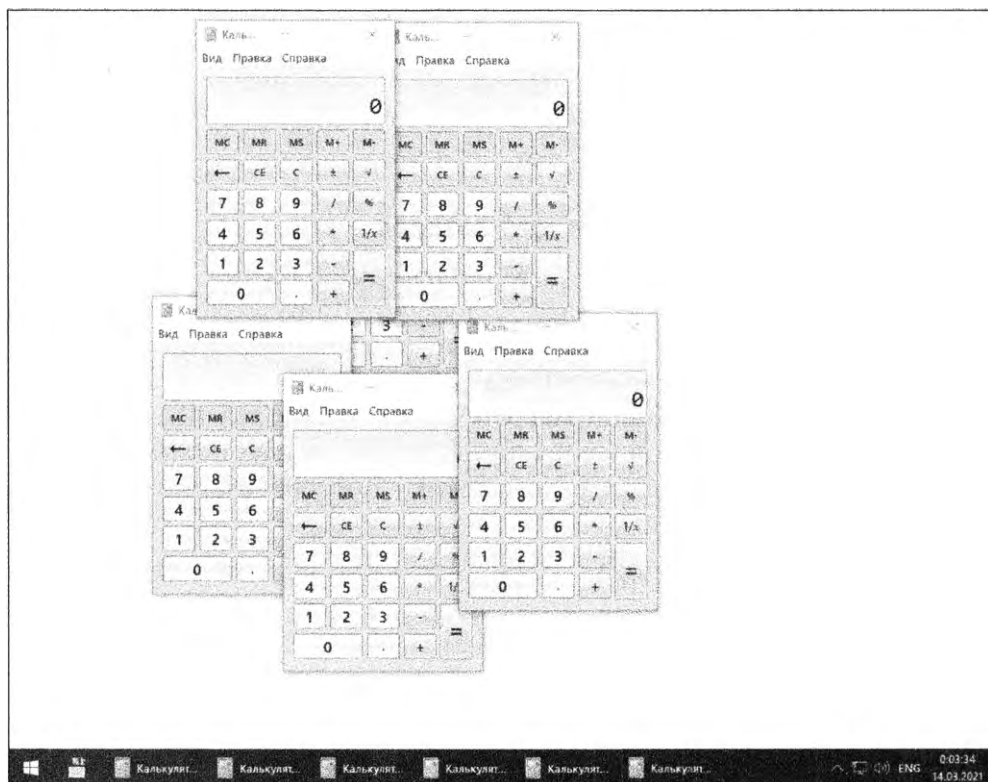 Каль...
Вид Правка Справка
0
MC MR MS M+ M-
← CE C ± √
7 8 9 / %
4 5 6 * 1/x
1 2 3 - =
0 . +
Каль...
Правка Справка
0
MC MR MS M+ M-
← CE C ± √
7 8 9 / %
4 5 6 * 1/x
1 2 3 - =
0 . +
Вид Правка Справка
MC MR MS
← CE C
7 8 9
4 5 6
1 2 3
0 .
3 -
. +
Каль...
Вид Правка Справка
MC MR MS M+
← CE C ±
7 8 9 /
4 5 6 *
1 2 3 - =
0 . +
Каль...
Вид Правка Справка
0
MC MR MS M+ M-
← CE C ± √
7 8 9 / %
4 5 6 * 1/x
1 2 3 - =
0 . +
Калькулят... Калькулят... Калькулят... Калькулят... Калькулят... Калькулят... ENG 0:03:34
14.03.2021